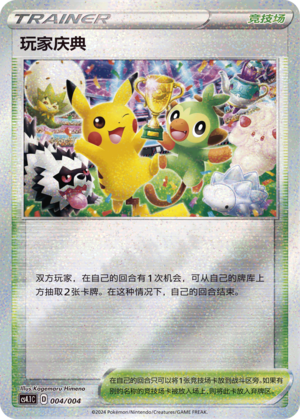 TRAINER 竞技场
玩家庆典
双方玩家，在自己的回合有1次机会，可从自己的牌库上
方抽取2张卡牌。在这种情况下，自己的回合结束。
Illus. Kagemaru Himeno
在自己的回合只可以将1张竞技场卡放到战斗区旁。如果有
别的名称的竞技场卡被放入场上，则将此卡放入弃牌区。
cs4.1C D 004/004
©2024 Pokémon/Nintendo/Creatures/GAME FREAK.